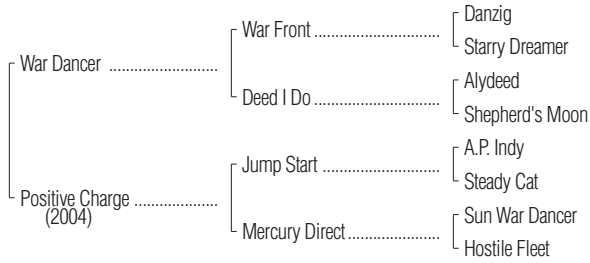 Danzig
War Front
Starry Dreamer
War Dancer
Alydeed
Deed I Do
Shepherd's Moon
A.P. Indy
Jump Start
Steady Cat
Positive Charge
(2004)
Sun War Dancer
Mercury Direct
Hostile Fleet